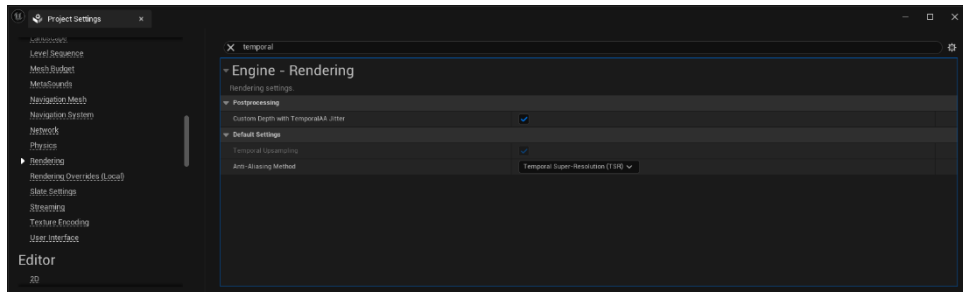 Project Settings
Landscape
Level Sequence
Mesh Budget
MetaSounds
Navigation Mesh
Navigation System
Network
Physics
Rendering
Rendering Overrides (Local)
Slate Settings
Streaming
Texture Encoding
User Interface
Editor
2D
temporal
Engine - Rendering
Rendering settings.
Postprocessing
Custom Depth with TemporalAA Jitter
Default Settings
Temporal Upsampling
Anti-Aliasing Method
Temporal Super-Resolution (TSR)